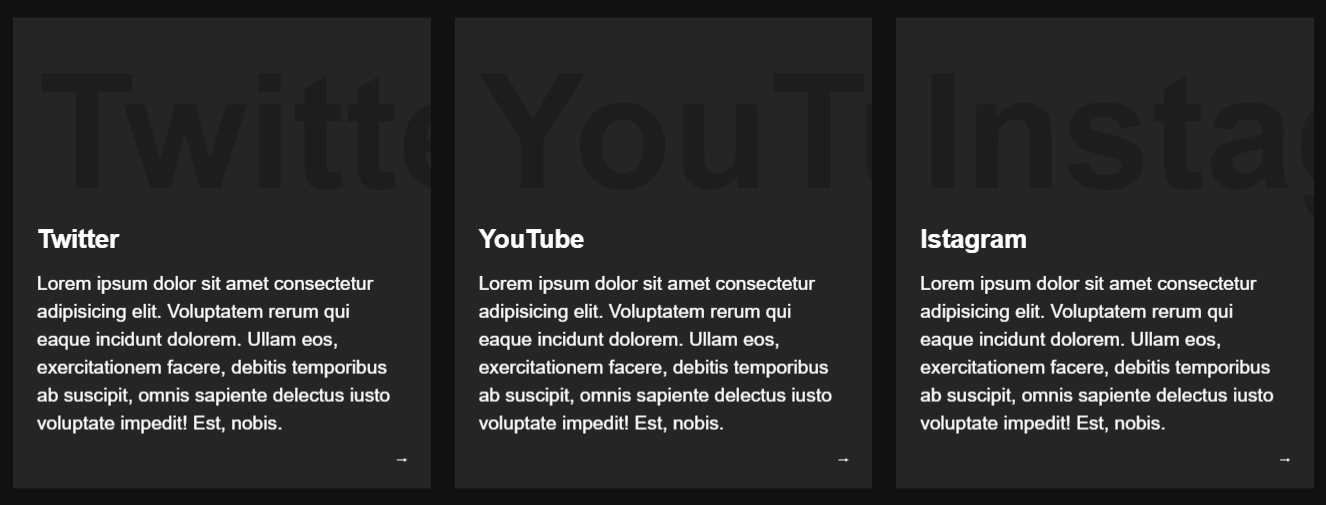 Twitte
Twitter
Lorem ipsum dolor sit amet consectetur
adipisicing elit. Voluptatem rerum qui
eaque incidunt dolorem. Ullam eos,
exercitationem facere, debitis temporibus
ab suscipit, omnis sapiente delectus iusto
voluptate impedit! Est, nobis.
→
YouTu
YouTube
Lorem ipsum dolor sit amet consectetur
adipisicing elit. Voluptatem rerum qui
eaque incidunt dolorem. Ullam eos,
exercitationem facere, debitis temporibus
ab suscipit, omnis sapiente delectus iusto
voluptate impedit! Est, nobis.
→
Instag
Istagram
Lorem ipsum dolor sit amet consectetur
adipisicing elit. Voluptatem rerum qui
eaque incidunt dolorem. Ullam eos,
exercitationem facere, debitis temporibus
ab suscipit, omnis sapiente delectus iusto
voluptate impedit! Est, nobis.
→